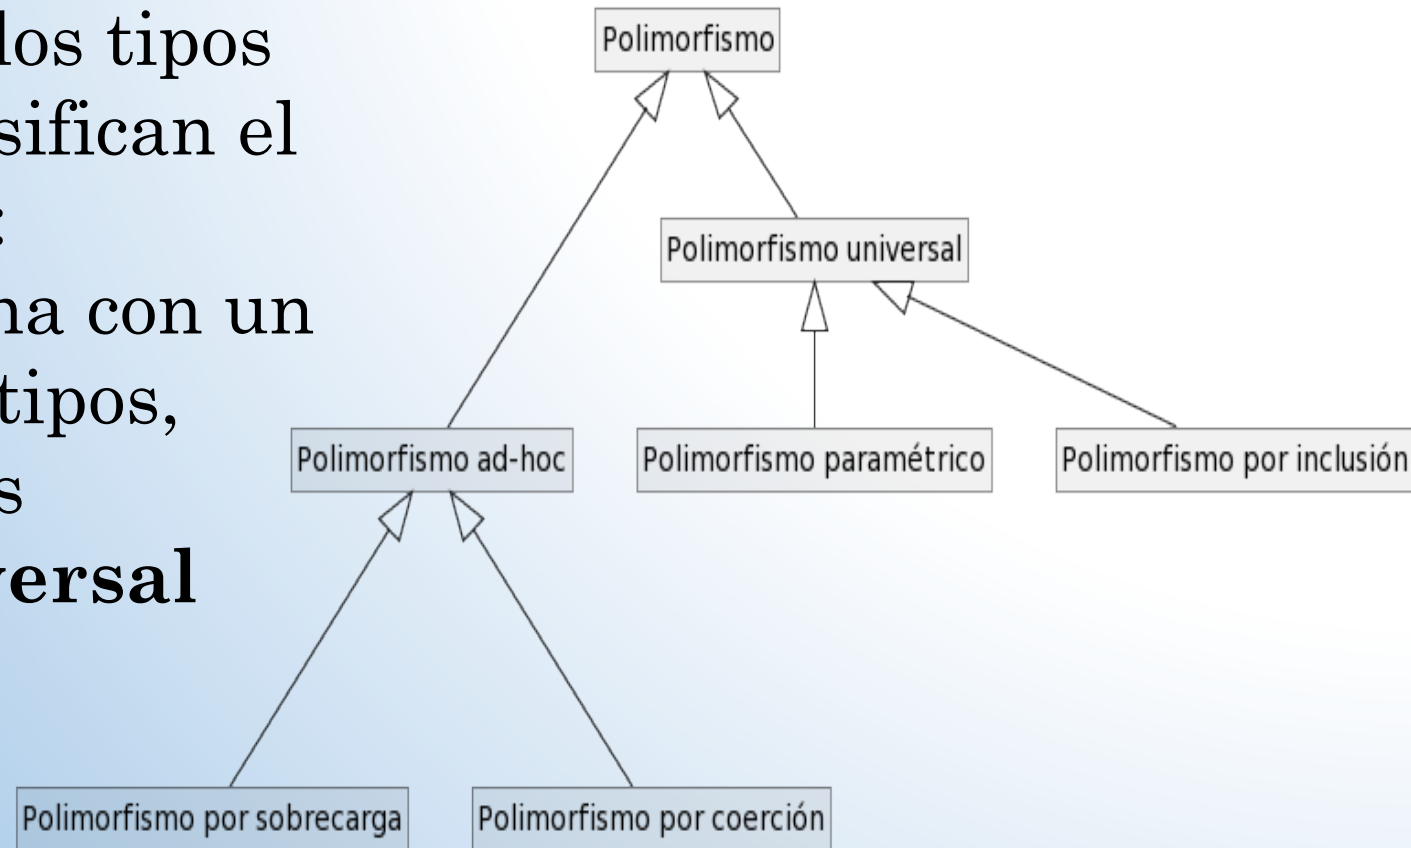 los tipos
sifican el
:
na con un
tipos,
s
versal
Polimorfismo
Polimorfismo universal
Polimorfismo ad-hoc
Polimorfismo paramétrico
Polimorfismo por inclusión
Polimorfismo por sobrecarga
Polimorfismo por coerción